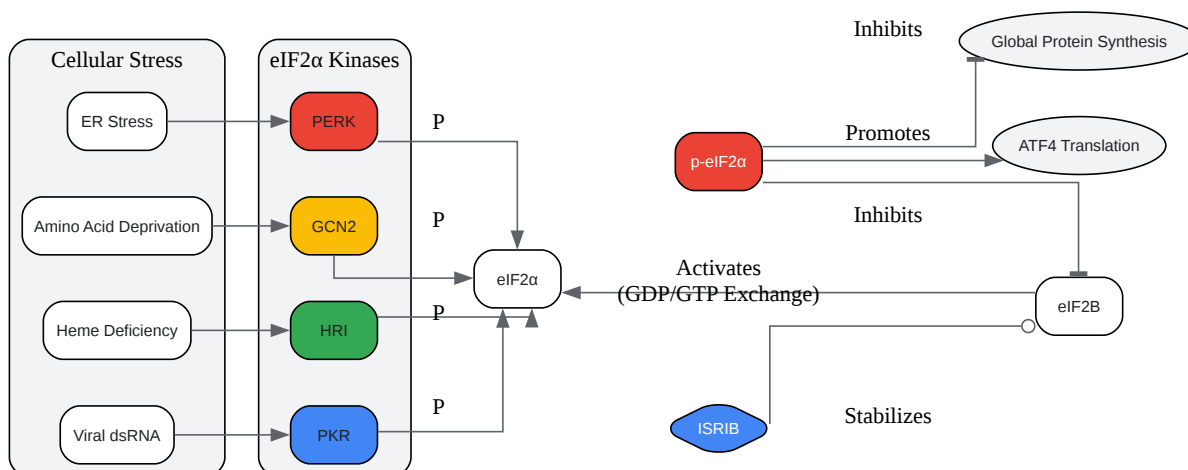 Cellular Stress
ER Stress
Amino Acid Deprivation
Heme Deficiency
Viral dsRNA
eIF2α Kinases
PERK
GCN2
HRI
PKR
P
P
P
P
eIF2α
Inhibits
Global Protein Synthesis
Promotes
ATF4 Translation
p-eIF2α
Inhibits
Activates
(GDP/GTP Exchange)
eIF2B
ISRIB
Stabilizes